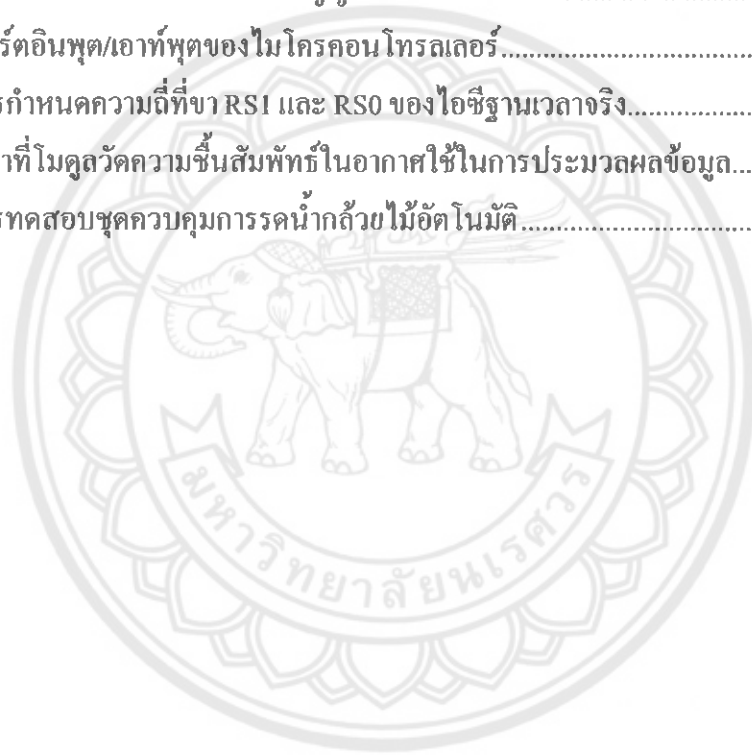 ร์ตอินพุต/เอาท์พุตของไมโครคอนโทรลเลอร์..............................
รกำหนดความถี่ที่ขา RS1 และ RS0 ของไอซีฐานเวลาจริง.................
าที่โมดูลวัดความชื้นสัมพัทธ์ในอากาศใช้ในการประมวลผลข้อมูล...
รทดสอบชุดควบคุมการรดน้ำกล้วยไม้อัตโนมัติ..............................
มหาวิทยาลัยนเรศวร